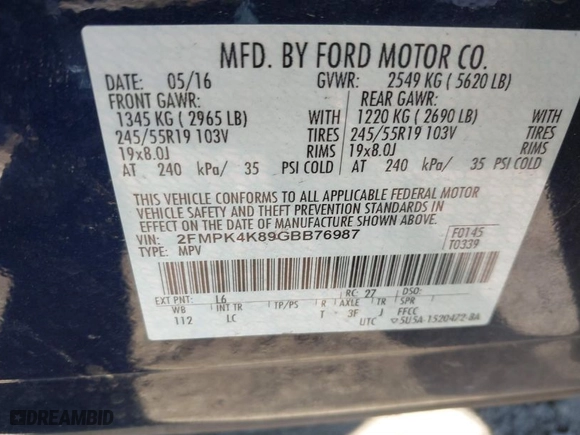 MFD. BY FORD MOTOR CO.
DATE: 05/16 GVWR: 2549 KG ( 5620 LB)
FRONT GAWR: REAR GAWR:
1345 KG ( 2965 LB) WITH 1220 KG ( 2690 LB) WITH
245/55R19 103V TIRES 245/55R19 103V TIRES
19x8.0J RIMS 19x8.0J RIMS
AT 240 kPa/ 35 PSI COLD AT 240 kPa/ 35 PSI COLD
THIS VEHICLE CONFORMS TO ALL APPLICABLE FEDERAL MOTOR
VEHICLE SAFETY AND THEFT PREVENTION STANDARDS IN
EFFECT ON THE DATE OF MANUFACTURE SHOWN ABOVE.
VIN: 2FMPK4K89GBB76987 F0145
TYPE: MPV T0339
EXT PNT: L6 RC: 27 DSO:
WB INT TR TP/PS R AXLE TR SPR
112 LC T 3F J FFCC
UTC 5USA-1520472-BA
DREAMBID